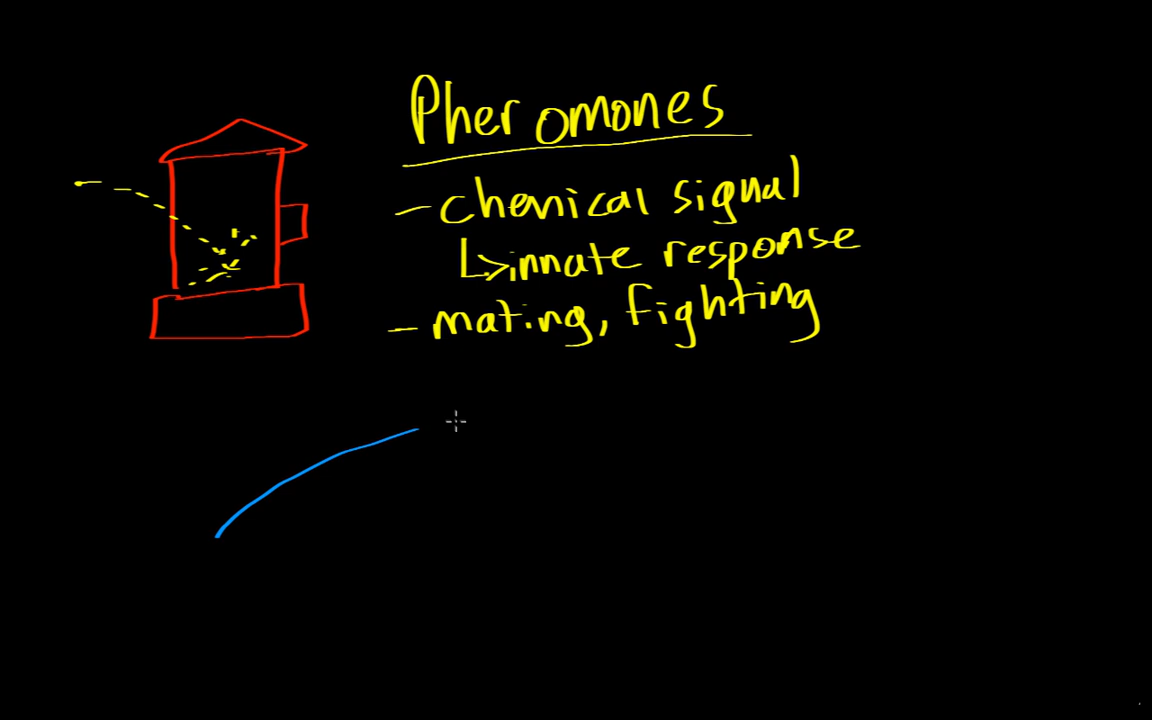 Pheromones
- chemical signal
↳ innate response
- mating, fighting